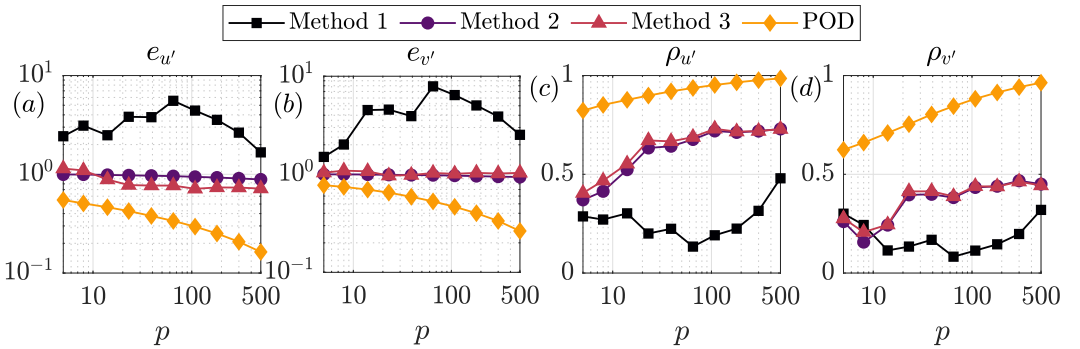 Method 1 Method 2 Method 3 POD
e_{u'} e_{v'} ρ_{u'} ρ_{v'}
(a) (b) (c) (d)
10^1 10^1 1 1
10^0 10^0 0.5 0.5
10^{-1} 10^{-1} 0 0
10 100 500 10 100 500 10 100 500 10 100 500
p p p p